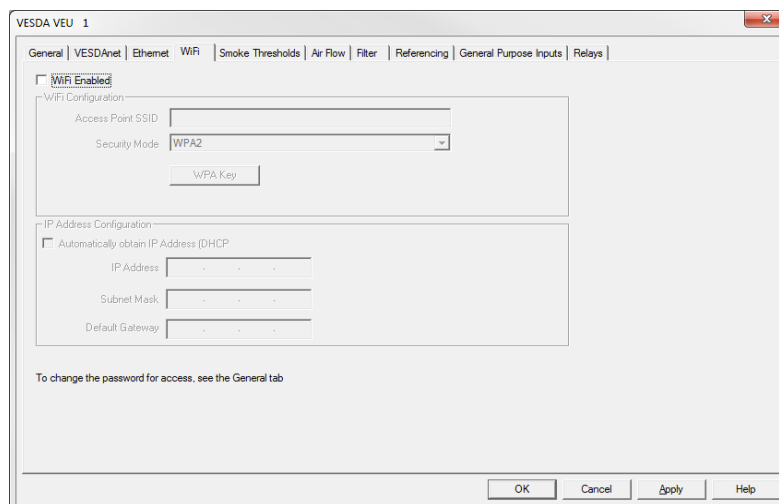 VESDA VEU 1
General VESDAnet Ethernet WiFi Smoke Thresholds Air Flow Filter Referencing General Purpose Inputs Relays
WiFi Enabled
WiFi Configuration
Access Point SSID
Security Mode WPA2
WPA Key
IP Address Configuration
Automatically obtain IP Address (DHCP
IP Address . . .
Subnet Mask . . .
Default Gateway . . .
To change the password for access, see the General tab
OK Cancel Apply Help